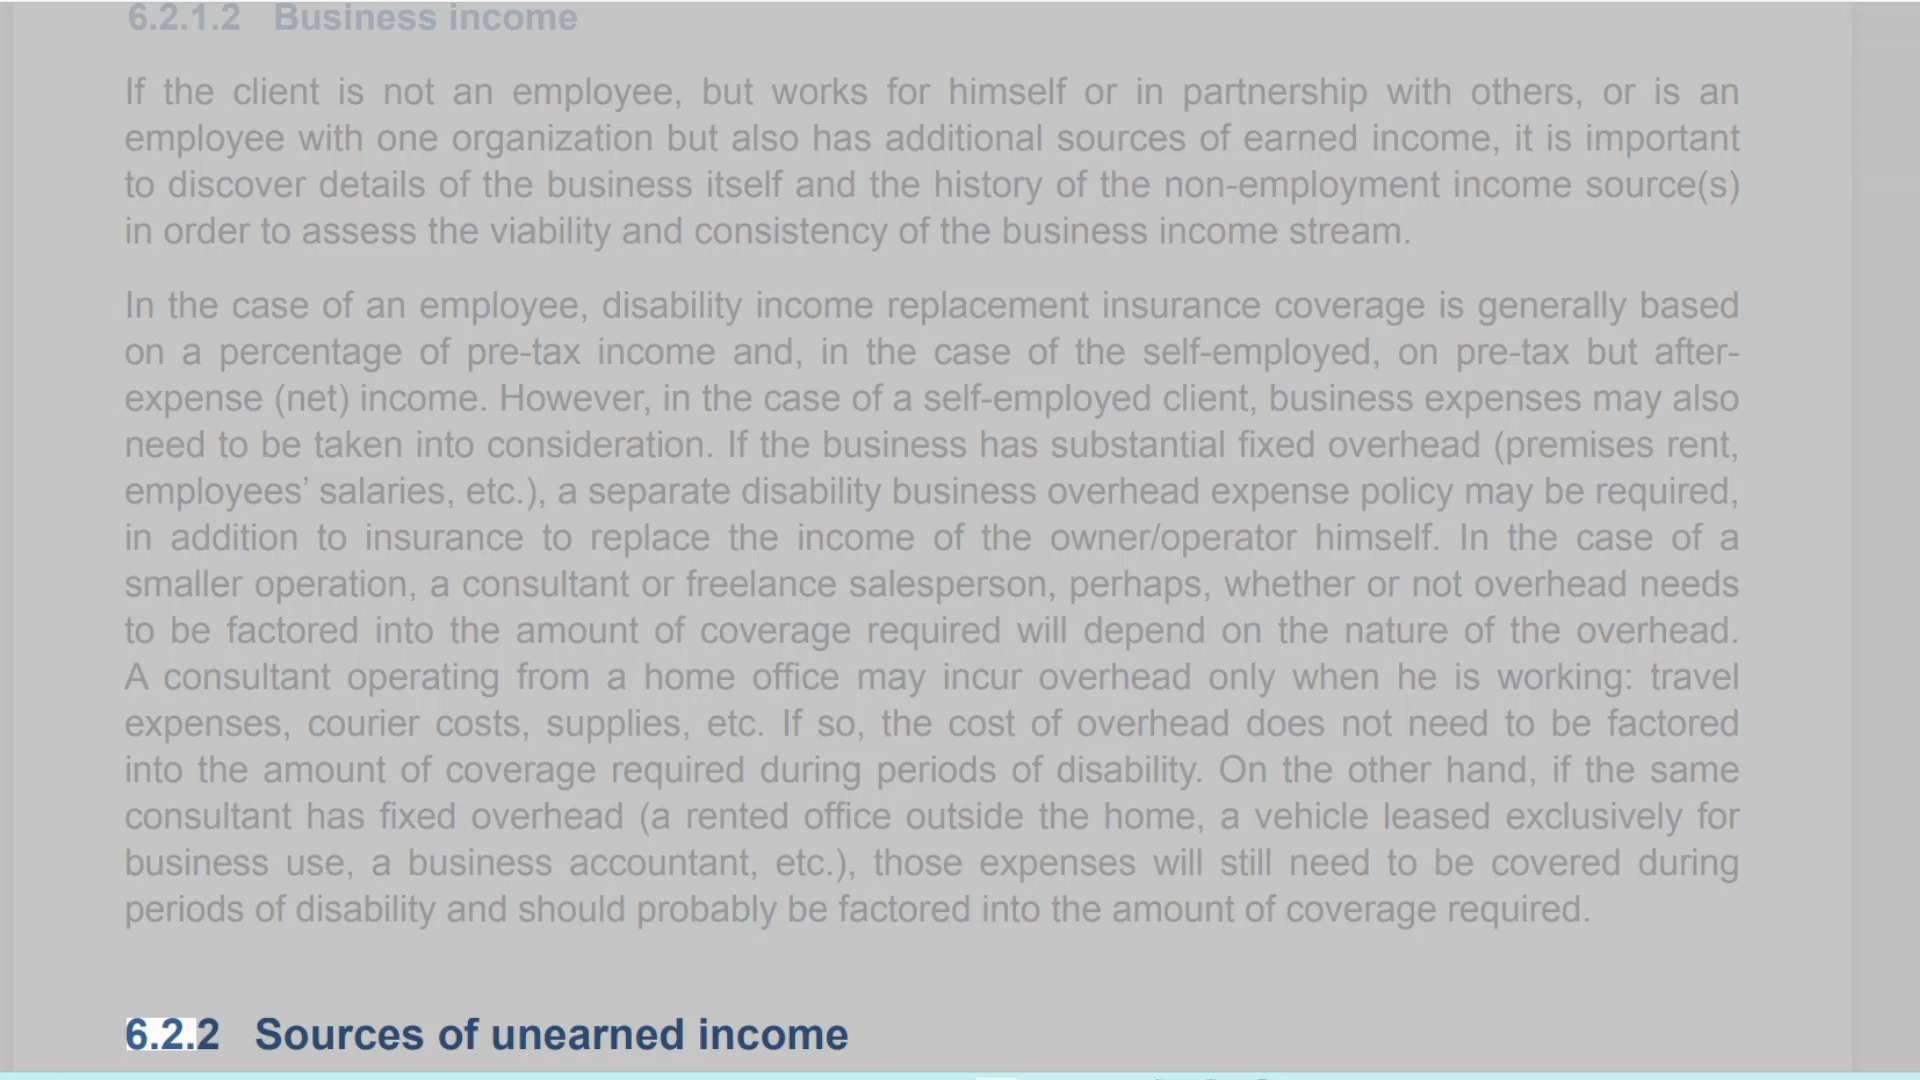 6.2.1.2 Business income
If the client is not an employee, but works for himself or in partnership with others, or is an
employee with one organization but also has additional sources of earned income, it is important
to discover details of the business itself and the history of the non-employment income source(s)
in order to assess the viability and consistency of the business income stream.
In the case of an employee, disability income replacement insurance coverage is generally based
on a percentage of pre-tax income and, in the case of the self-employed, on pre-tax but after-
expense (net) income. However, in the case of a self-employed client, business expenses may also
need to be taken into consideration. If the business has substantial fixed overhead (premises rent,
employees’ salaries, etc.), a separate disability business overhead expense policy may be required,
in addition to insurance to replace the income of the owner/operator himself. In the case of a
smaller operation, a consultant or freelance salesperson, perhaps, whether or not overhead needs
to be factored into the amount of coverage required will depend on the nature of the overhead.
A consultant operating from a home office may incur overhead only when he is working: travel
expenses, courier costs, supplies, etc. If so, the cost of overhead does not need to be factored
into the amount of coverage required during periods of disability. On the other hand, if the same
consultant has fixed overhead (a rented office outside the home, a vehicle leased exclusively for
business use, a business accountant, etc.), those expenses will still need to be covered during
periods of disability and should probably be factored into the amount of coverage required.
6.2.2 Sources of unearned income